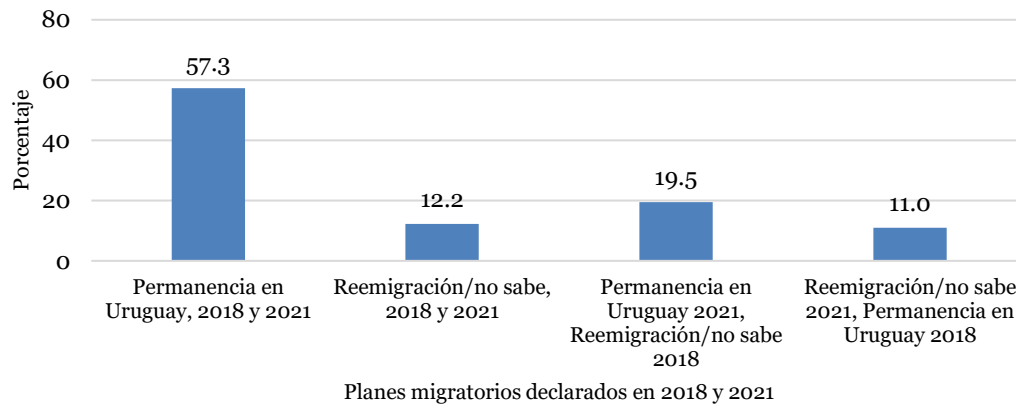 80
60
40
20
0
Porcentaje
57.3
12.2
19.5
11.0
Permanencia en
Uruguay, 2018 y 2021
Reemigración/no sabe,
2018 y 2021
Permanencia en
Uruguay 2021,
Reemigración/no sabe
2018
Reemigración/no sabe
2021, Permanencia en
Uruguay 2018
Planes migratorios declarados en 2018 y 2021